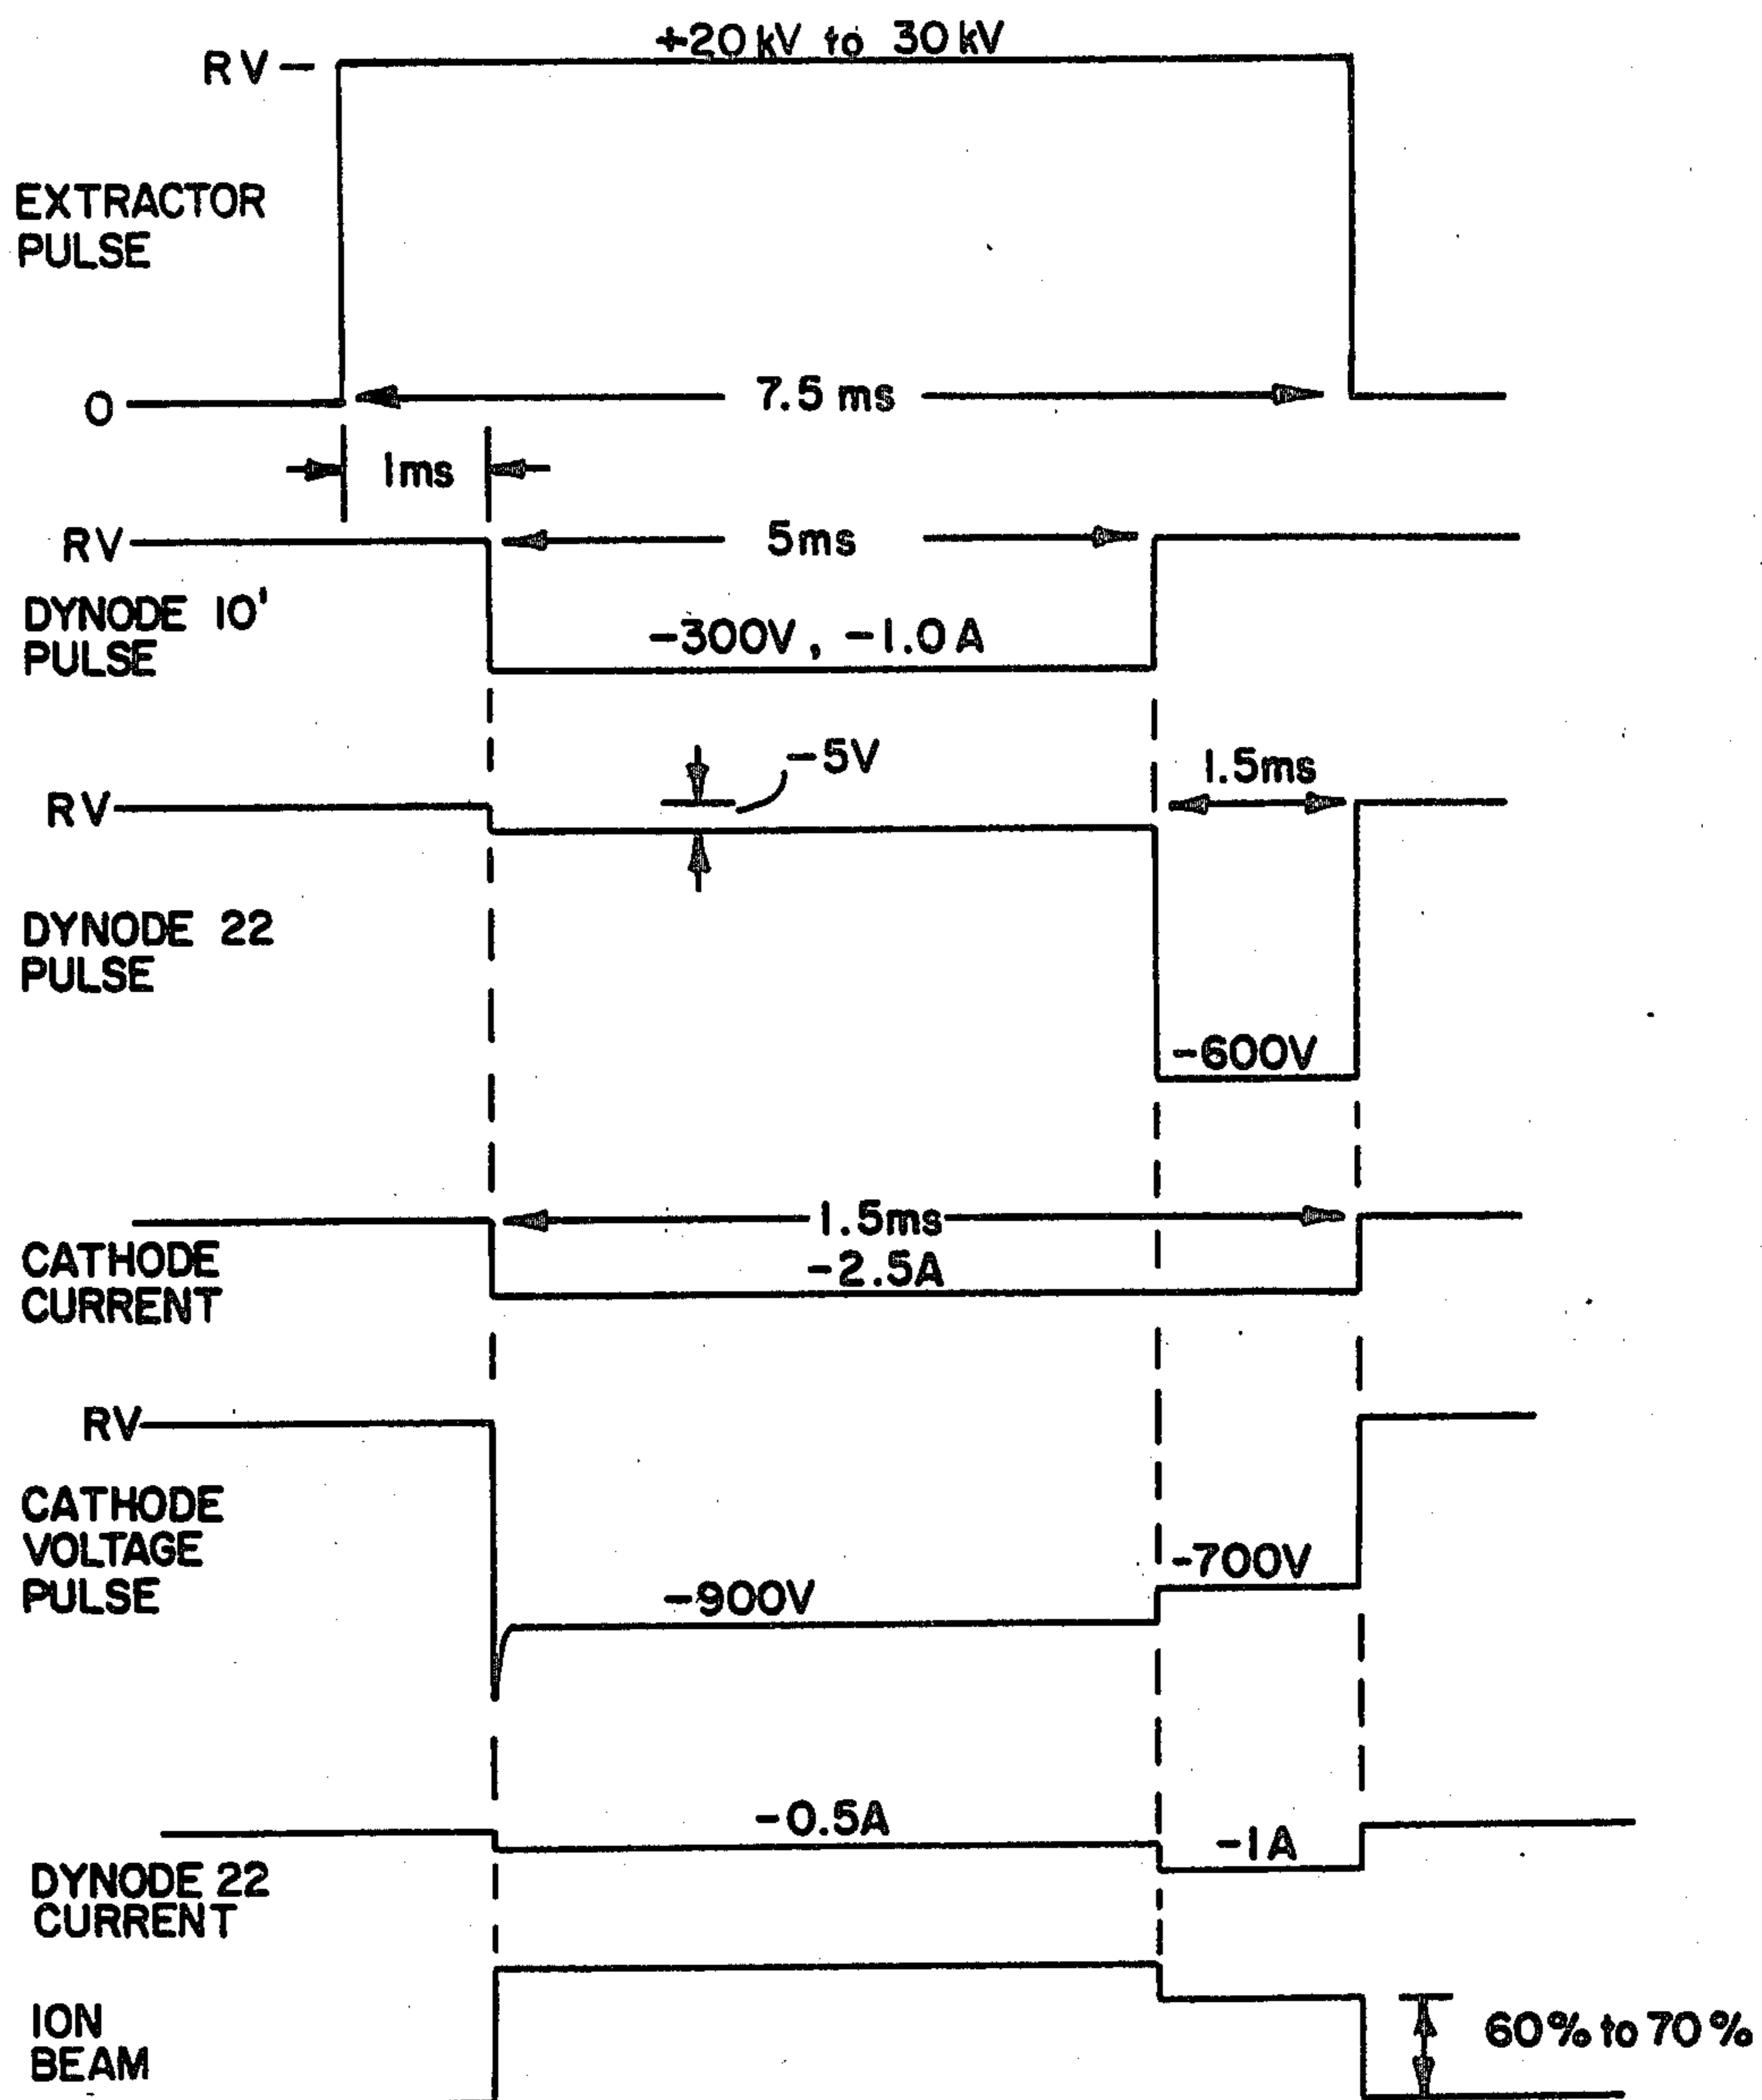 +20 kV to 30 kV
RV
EXTRACTOR
PULSE
0
7.5 ms
1ms
RV
5ms
DYNODE 10'
PULSE
-300V, -1.0 A
-5V
1.5ms
RV
DYNODE 22
PULSE
-600V
1.5ms
-2.5A
CATHODE
CURRENT
RV
CATHODE
VOLTAGE
PULSE
-700V
-900V
-0.5A
-1A
DYNODE 22
CURRENT
ION
BEAM
60% to 70%